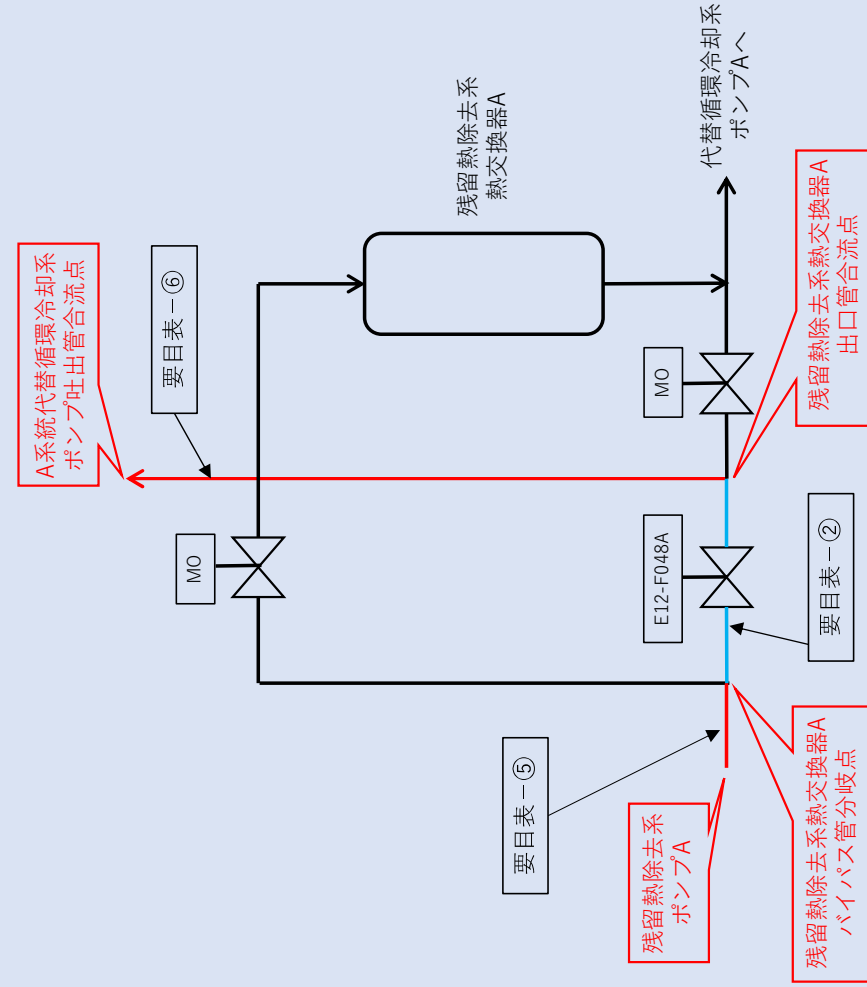 A系統代替循環冷却系
ポンプ吐出管合流点
要目表－⑥
残留熱除去系
熱交換器A
代替循環冷却系
ポンプAへ
MO
MO
E12-F048A
残留熱除去系熱交換器A
出口管合流点
要目表－②
要目表－⑤
残留熱除去系
ポンプA
残留熱除去系熱交換器A
バイパス管分岐点